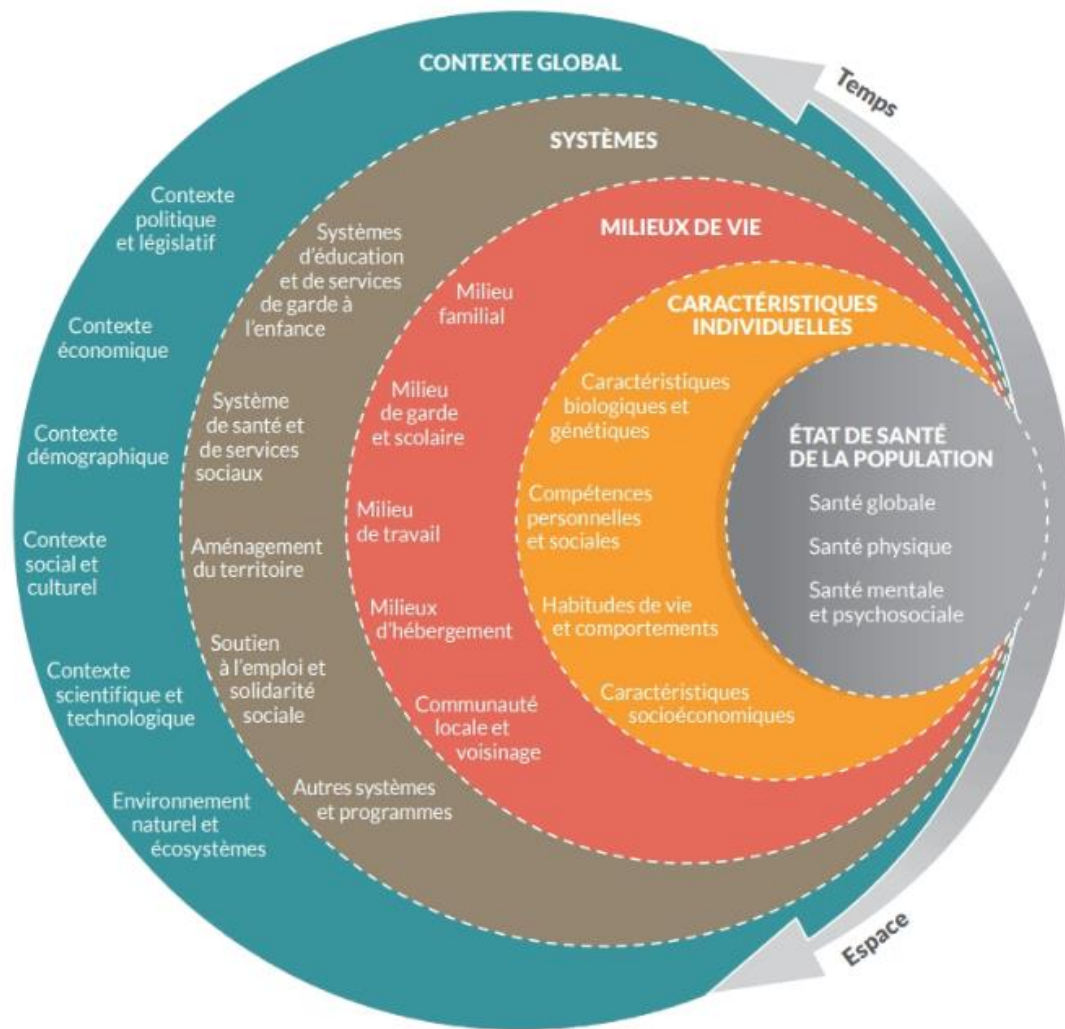 CONTEXTE GLOBAL
Contexte
politique
et législatif
Contexte
économique
Contexte
démographique
Contexte
social et
culturel
Contexte
scientifique et
technologique
Environnement
naturel et
écosystèmes
SYSTÈMES
Systèmes
d'éducation
et de services
de garde à
l'enfance
Système
de santé et
de services
sociaux
Aménagement
du territoire
Soutien
à l'emploi et
solidarité
sociale
Autres systèmes
et programmes
MILIEUX DE VIE
Milieu
familial
Milieu
de garde
et scolaire
Milieu
de travail
Milieux
d'hébergement
Communauté
locale et
voisinage
CARACTÉRISTIQUES
INDIVIDUELLES
Caractéristiques
biologiques et
génétiques
Compétences
personnelles
et sociales
Habitudes de vie
et comportements
Caractéristiques
socioéconomiques
ÉTAT DE SANTÉ
DE LA POPULATION
Santé globale
Santé physique
Santé mentale
et psychosociale
Temps
Espace